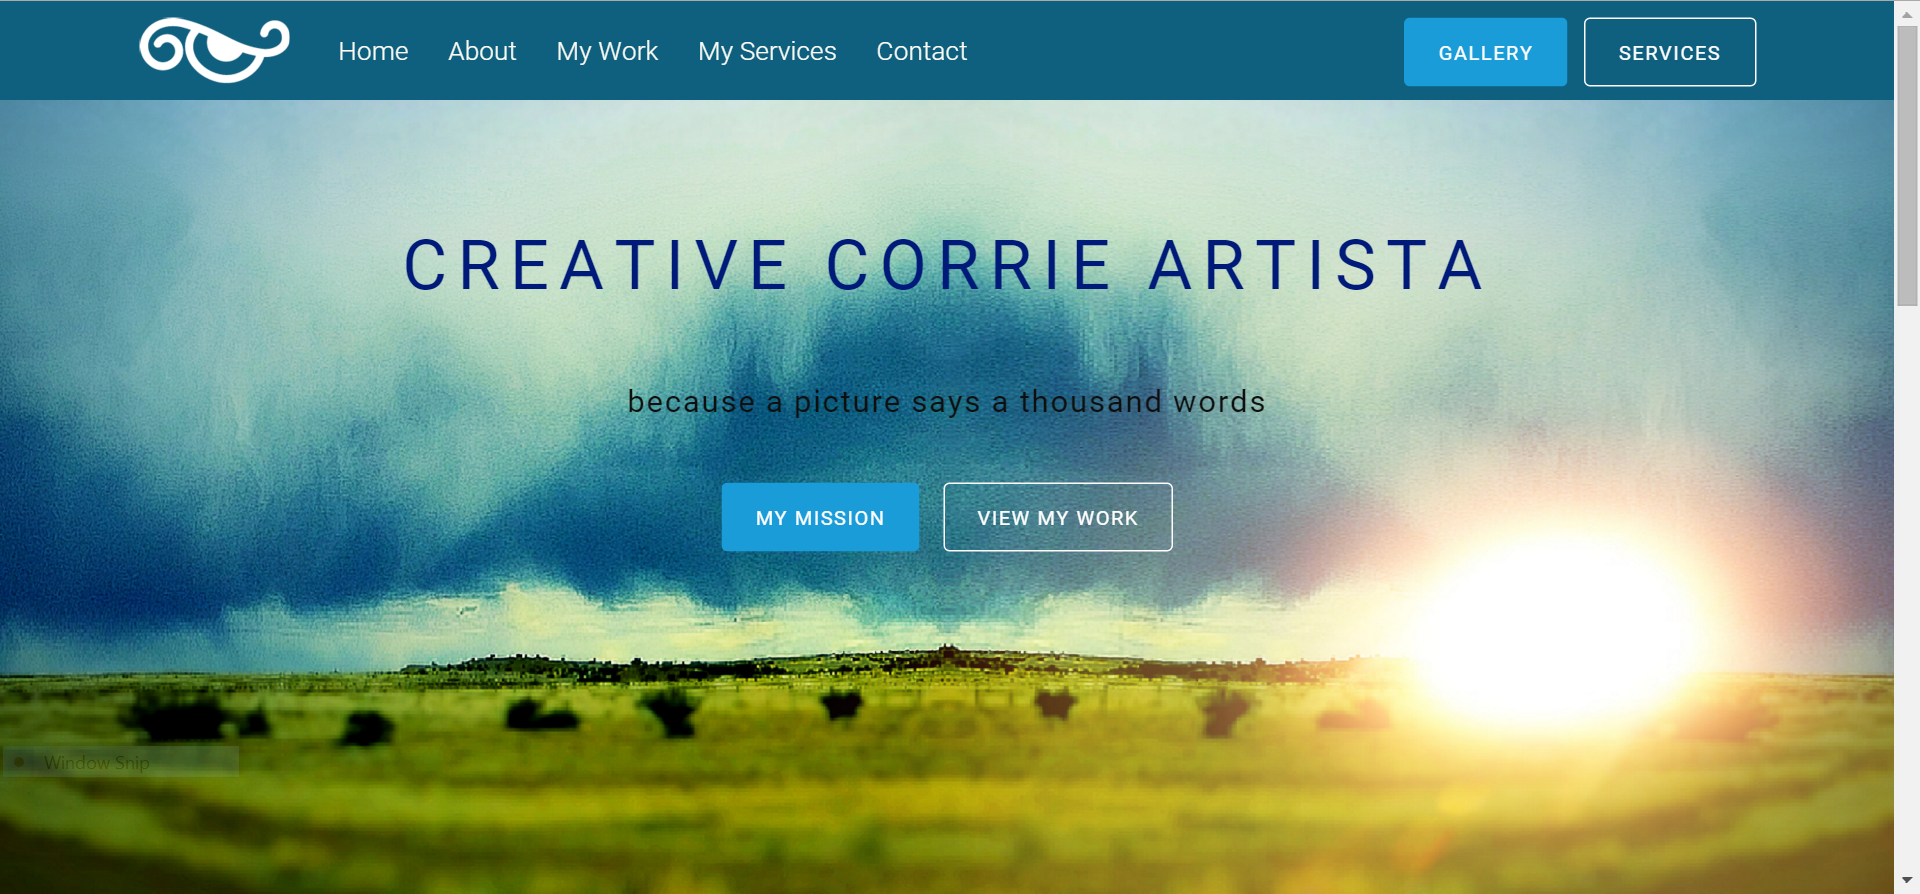 Home About My Work My Services Contact GALLERY SERVICES
CREATIVE CORRIE ARTISTA
because a picture says a thousand words
MY MISSION VIEW MY WORK
Window Snip